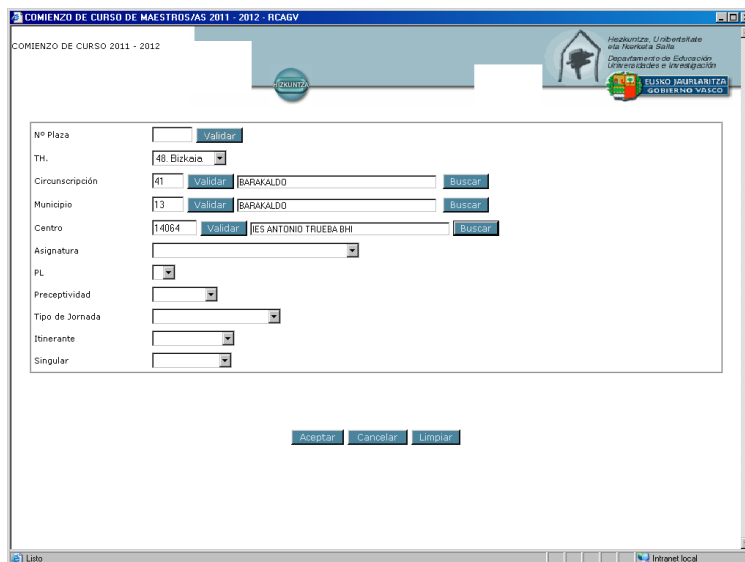 COMIENZO DE CURSO DE MAESTROS/AS 2011 - 2012 - RCAGV
COMIENZO DE CURSO 2011 - 2012
Hezkuntza, Unibertsitate
eta Ikerketa Saila
Departamento de Educación
Universidades e Investigación
HIZKUNTZA
EUSKO JAURLARITZA
GOBIERNO VASCO
Nº Plaza Validar
TH. 48. Bizkaia
Circunscripción 41 Validar BARAKALDO Buscar
Municipio 13 Validar BARAKALDO Buscar
Centro 14064 Validar IES ANTONIO TRUEBA BHI Buscar
Asignatura
PL
Preceptividad
Tipo de Jornada
Itinerante
Singular
Aceptar Cancelar Limpiar
Listo Intranet local